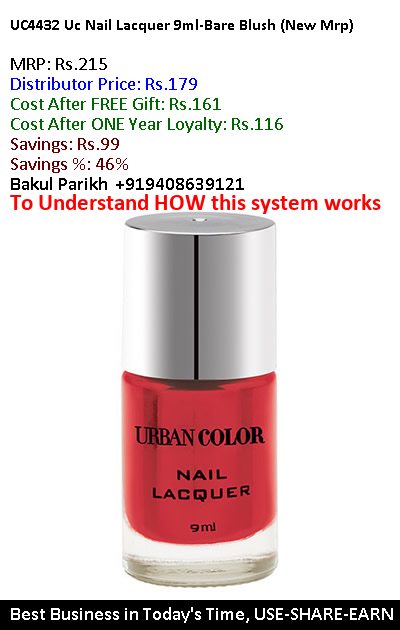 UC4432 Uc Nail Lacquer 9ml-Bare Blush (New Mrp)
MRP: Rs.215
Distributor Price: Rs.179
Cost After FREE Gift: Rs.161
Cost After ONE Year Loyalty: Rs.116
Savings: Rs.99
Savings %: 46%
Bakul Parikh +919408639121
To Understand HOW this system works
URBAN COLOR
NAIL
LACQUER
9ml
Best Business in Today's Time, USE-SHARE-EARN